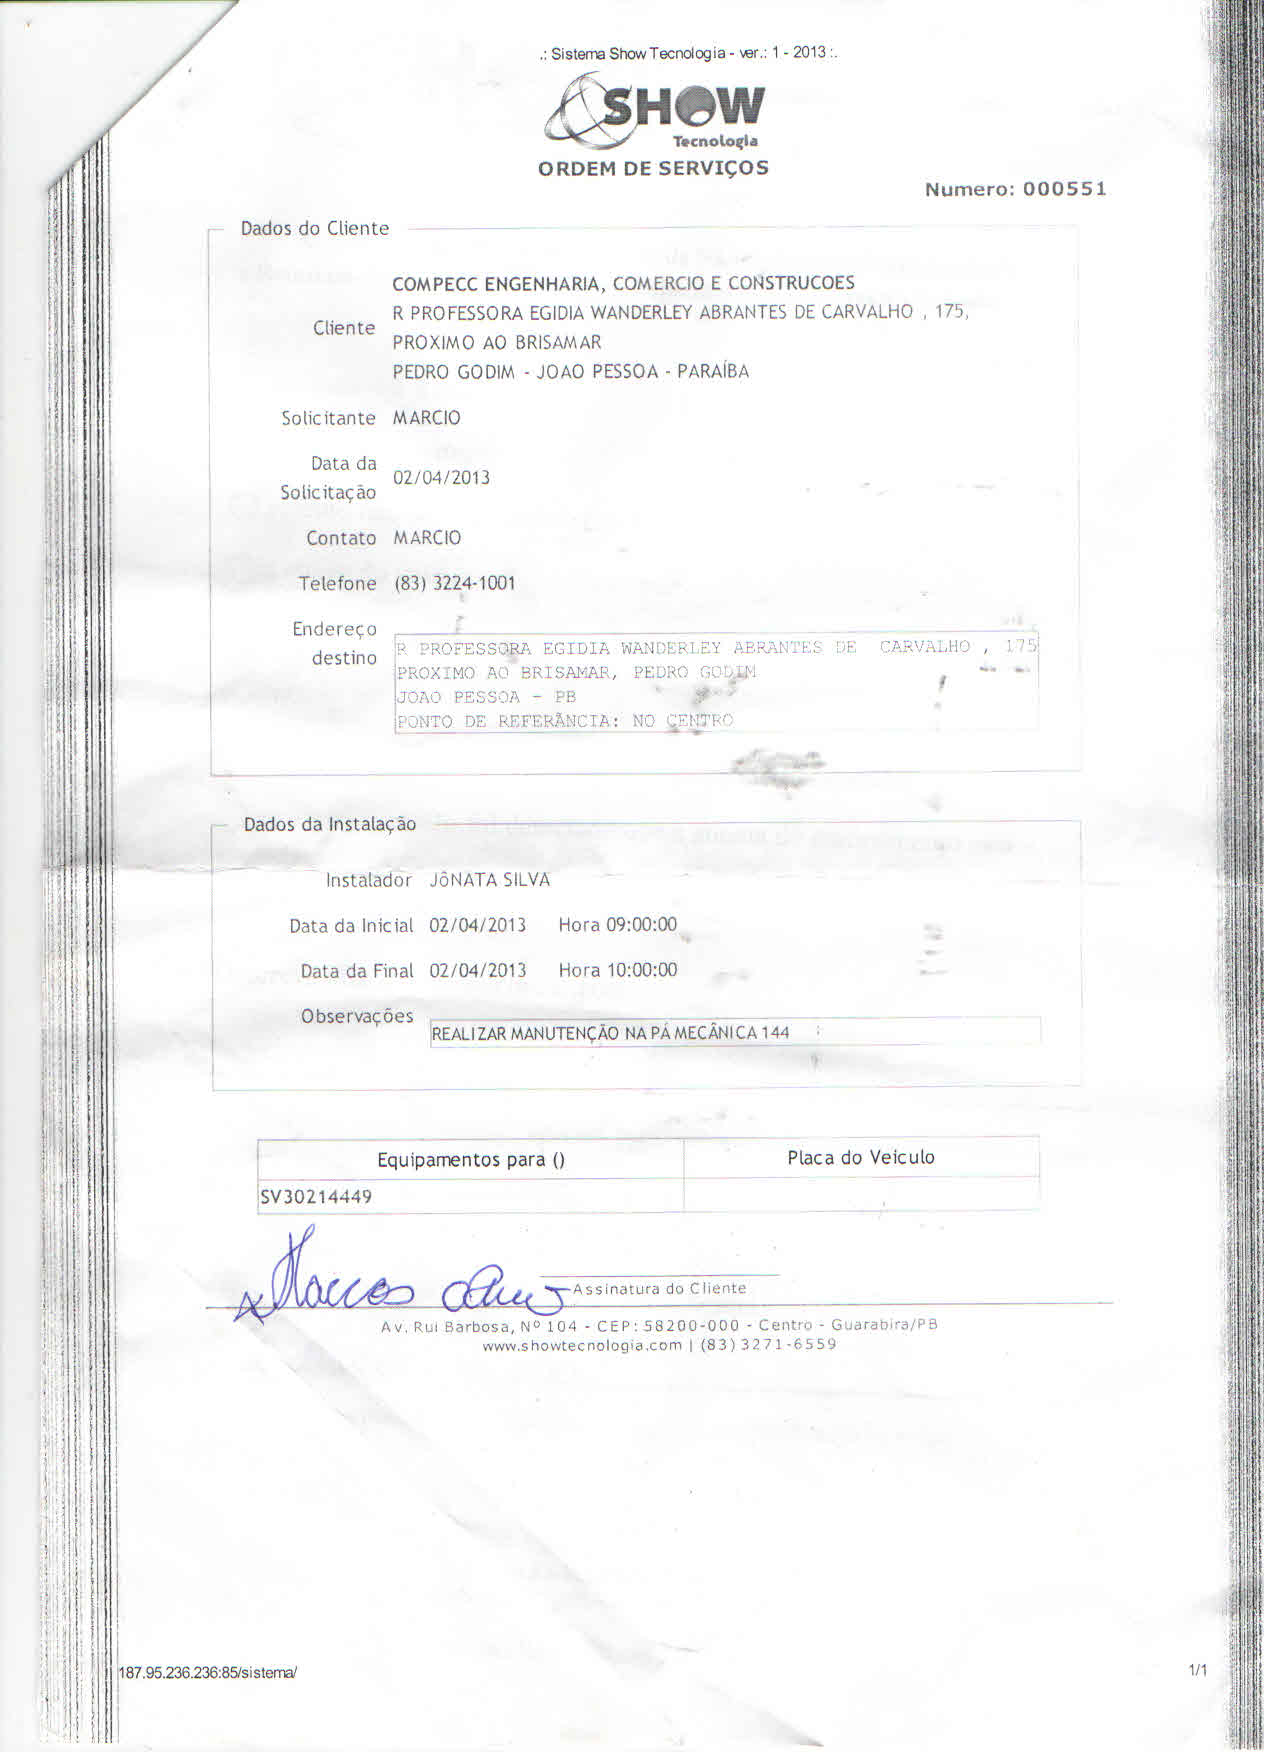 .: Sistema Show Tecnologia - ver.: 1 - 2013 :.
SHOW
Tecnologia
ORDEM DE SERVIÇOS
Numero: 000551
Dados do Cliente
Cliente
COMPECC ENGENHARIA, COMERCIO E CONSTRUCOES
R PROFESSORA EGIDIA WANDERLEY ABRANTES DE CARVALHO , 175,
PROXIMO AO BRISAMAR
PEDRO GODIM - JOAO PESSOA - PARAÍBA
Solicitante MARCIO
Data da Solicitação 02/04/2013
Contato MARCIO
Telefone (83) 3224-1001
Endereço destino
R PROFESSORA EGIDIA WANDERLEY ABRANTES DE CARVALHO , 175
PROXIMO AO BRISAMAR, PEDRO GODIM
JOAO PESSOA - PB
PONTO DE REFERÂNCIA: NO CENTRO
Dados da Instalação
Instalador JÔNATA SILVA
Data da Inicial 02/04/2013 Hora 09:00:00
Data da Final 02/04/2013 Hora 10:00:00
Observações
REALIZAR MANUTENÇÃO NA PÁ MECÂNICA 144
Equipamentos para () Placa do Veiculo
SV30214449
Marcos
Assinatura do Cliente
Av. Rui Barbosa, Nº 104 - CEP: 58200-000 - Centro - Guarabira/PB
www.showtecnologia.com | (83) 3271-6559
187.95.236.236:85/sistema/
1/1